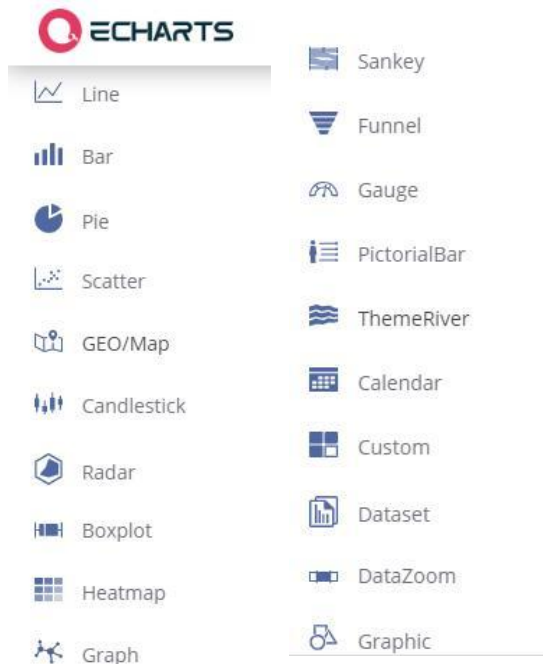 ECHARTS
Line
Bar
Pie
Scatter
GEO/Map
Candlestick
Radar
Boxplot
Heatmap
Graph
Sankey
Funnel
Gauge
PictorialBar
ThemeRiver
Calendar
Custom
Dataset
DataZoom
Graphic